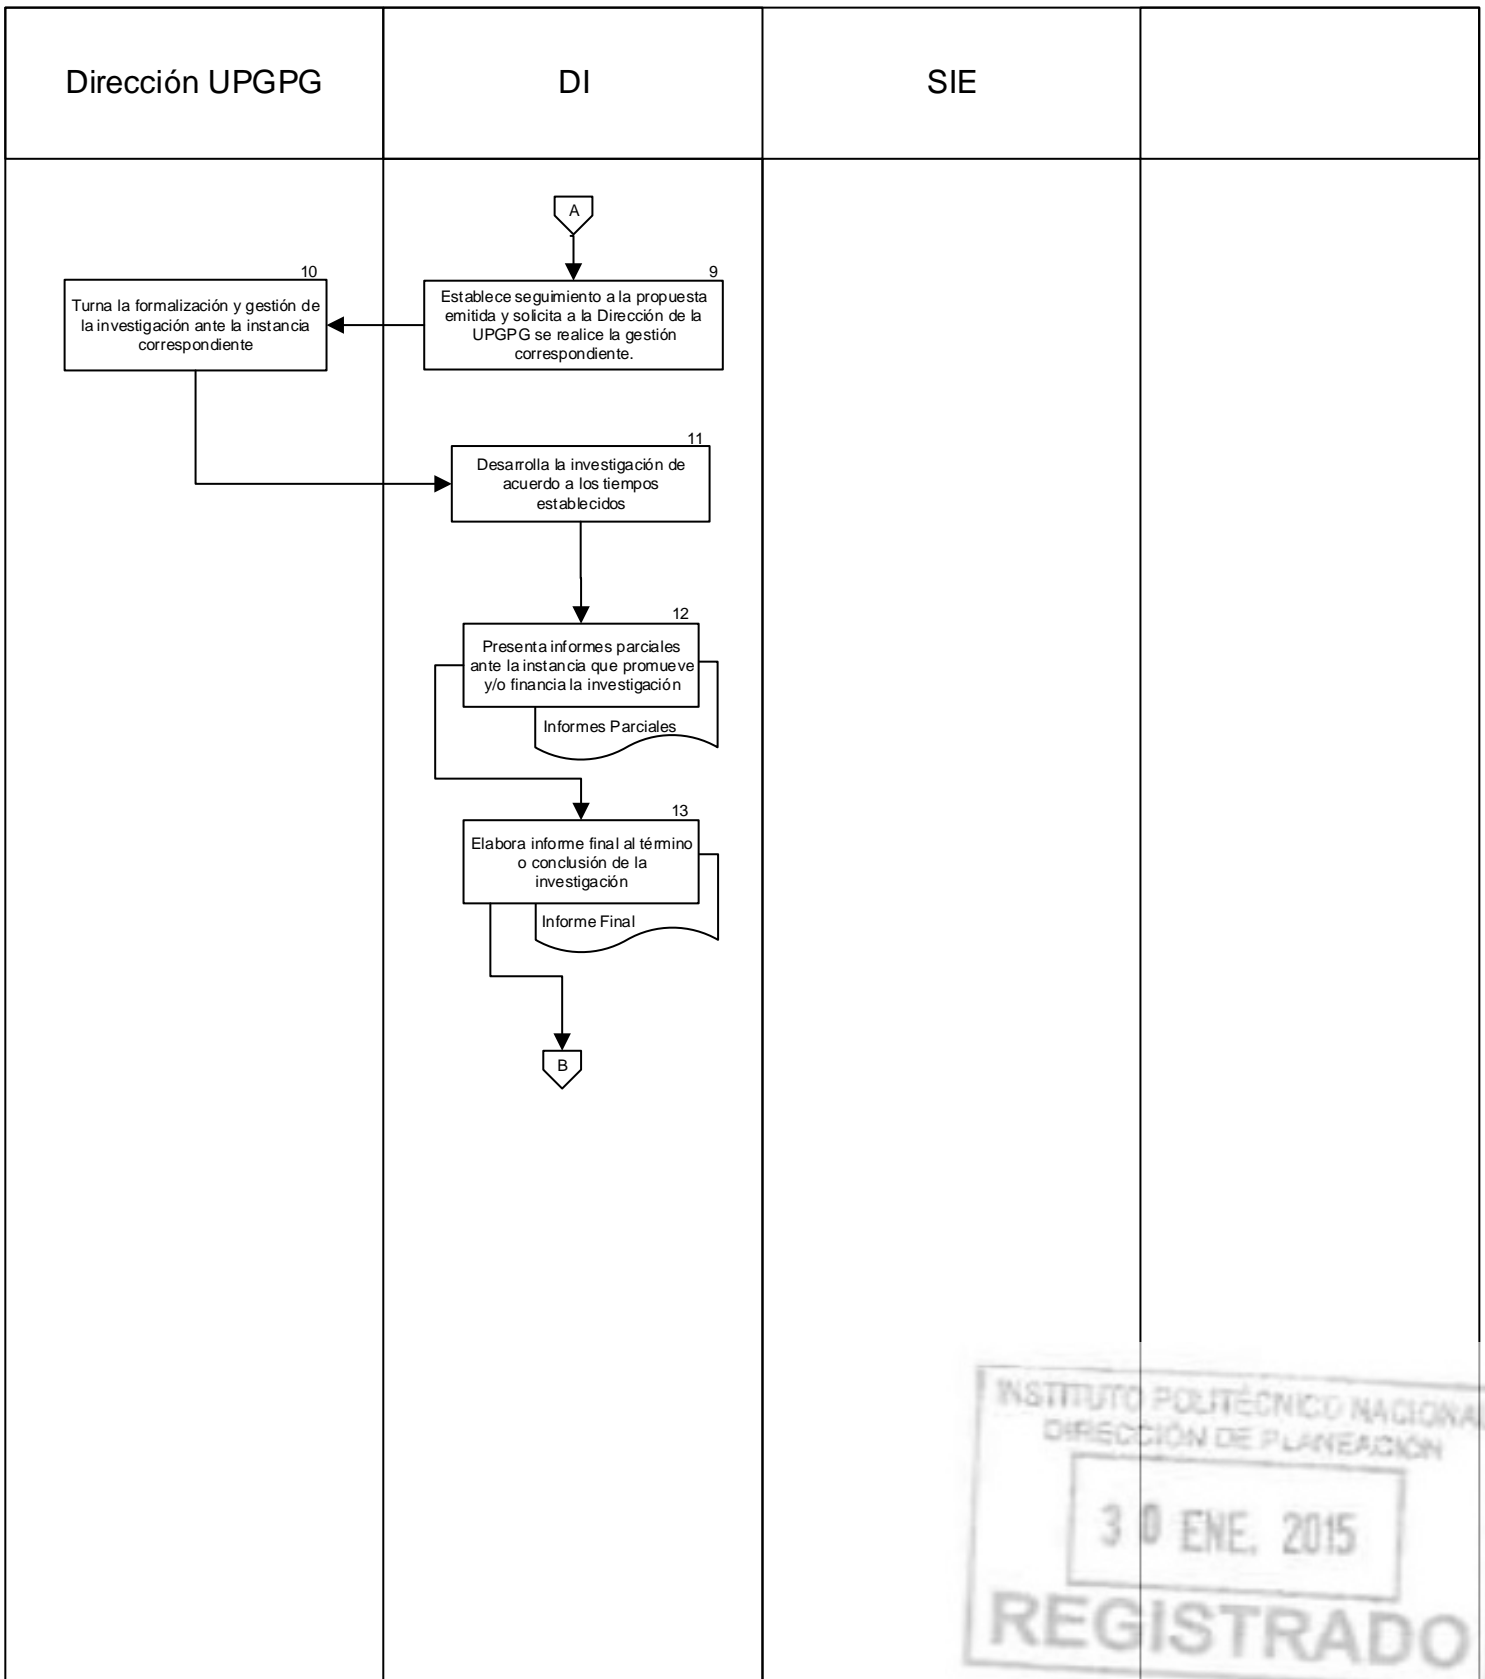 Dirección UPGPG
DI
SIE
A
9
Establece seguimiento a la propuesta
emitida y solicita a la Dirección de la
UPGPG se realice la gestión
correspondiente.
10
Turna la formalización y gestión de
la investigación ante la instancia
correspondiente
11
Desarrolla la investigación de
acuerdo a los tiempos
establecidos
12
Presenta informes parciales
ante la instancia que promueve
y/o financia la investigación
Informes Parciales
13
Elabora informe final al término
o conclusión de la
investigación
Informe Final
B
INSTITUTO POLITÉCNICO NACIONAL
DIRECCIÓN DE PLANEACIÓN
30 ENE. 2015
REGISTRADO